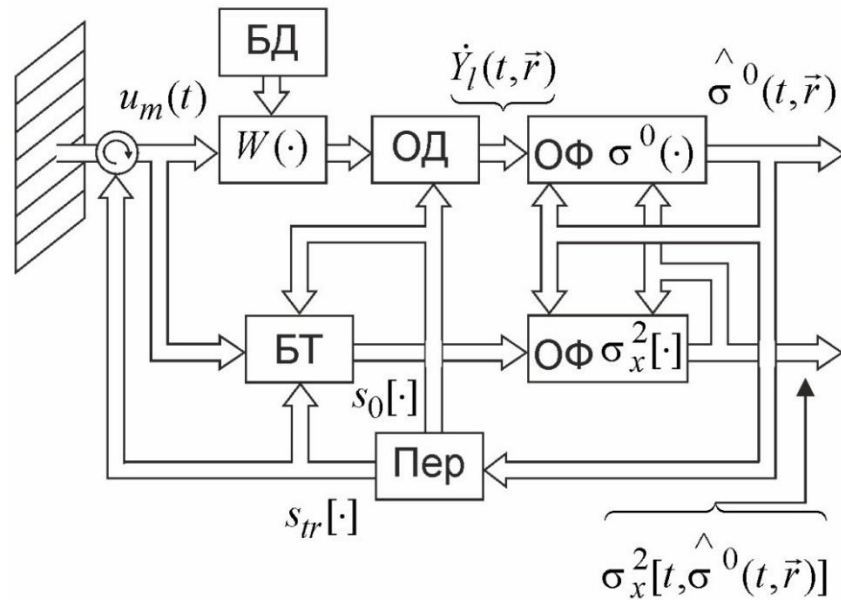 БД
u_m(t)
Ẏ_l(t, r⃗)
σ̂⁰(t, r⃗)
W(·)
ОД
ОФ σ⁰(·)
БТ
ОФ σ_x²[·]
s₀[·]
Пер
s_tr[·]
σ_x²[t, σ̂⁰(t, r⃗)]